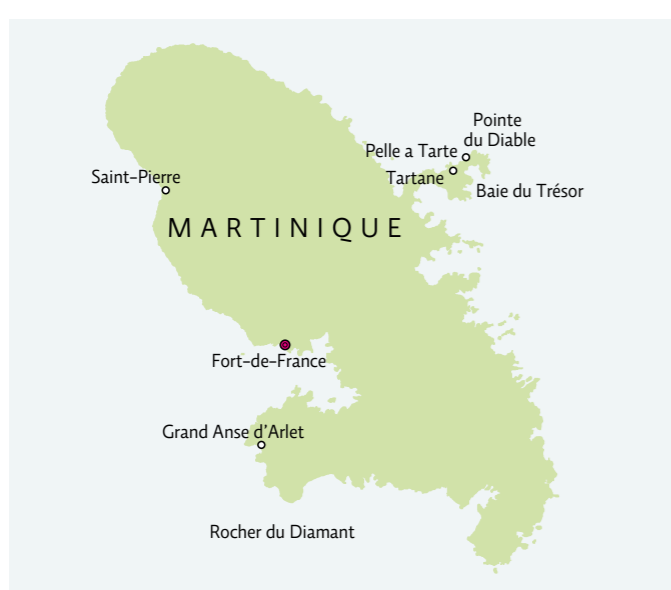 Pointe
du Diable
Pelle a Tarte
Tartane
Saint-Pierre
Baie du Trésor
MARTINIQUE
Fort-de-France
Grand Anse d'Arlet
Rocher du Diamant